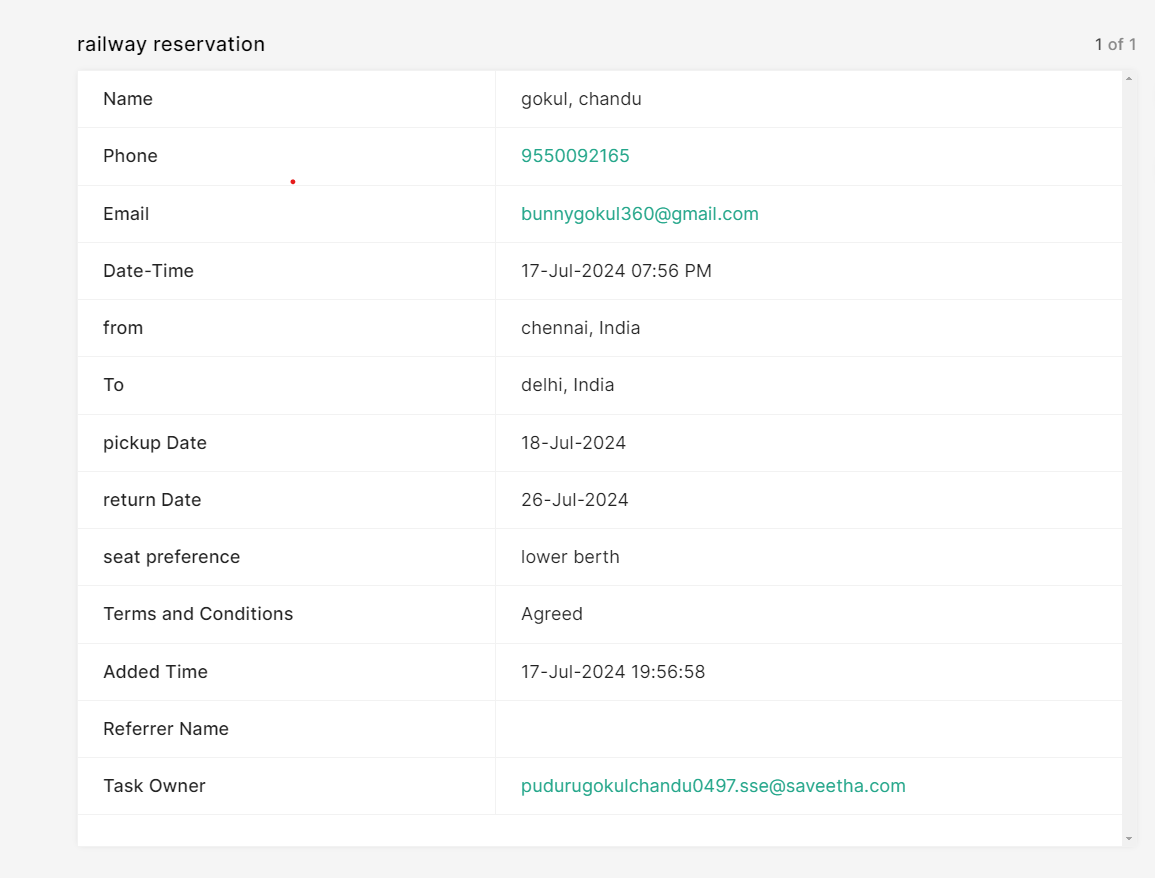 railway reservation 1 of 1
Name gokul, chandu
Phone 9550092165
Email bunnygokul360@gmail.com
Date-Time 17-Jul-2024 07:56 PM
from chennai, India
To delhi, India
pickup Date 18-Jul-2024
return Date 26-Jul-2024
seat preference lower berth
Terms and Conditions Agreed
Added Time 17-Jul-2024 19:56:58
Referrer Name
Task Owner pudurugokulchandu0497.sse@saveetha.com